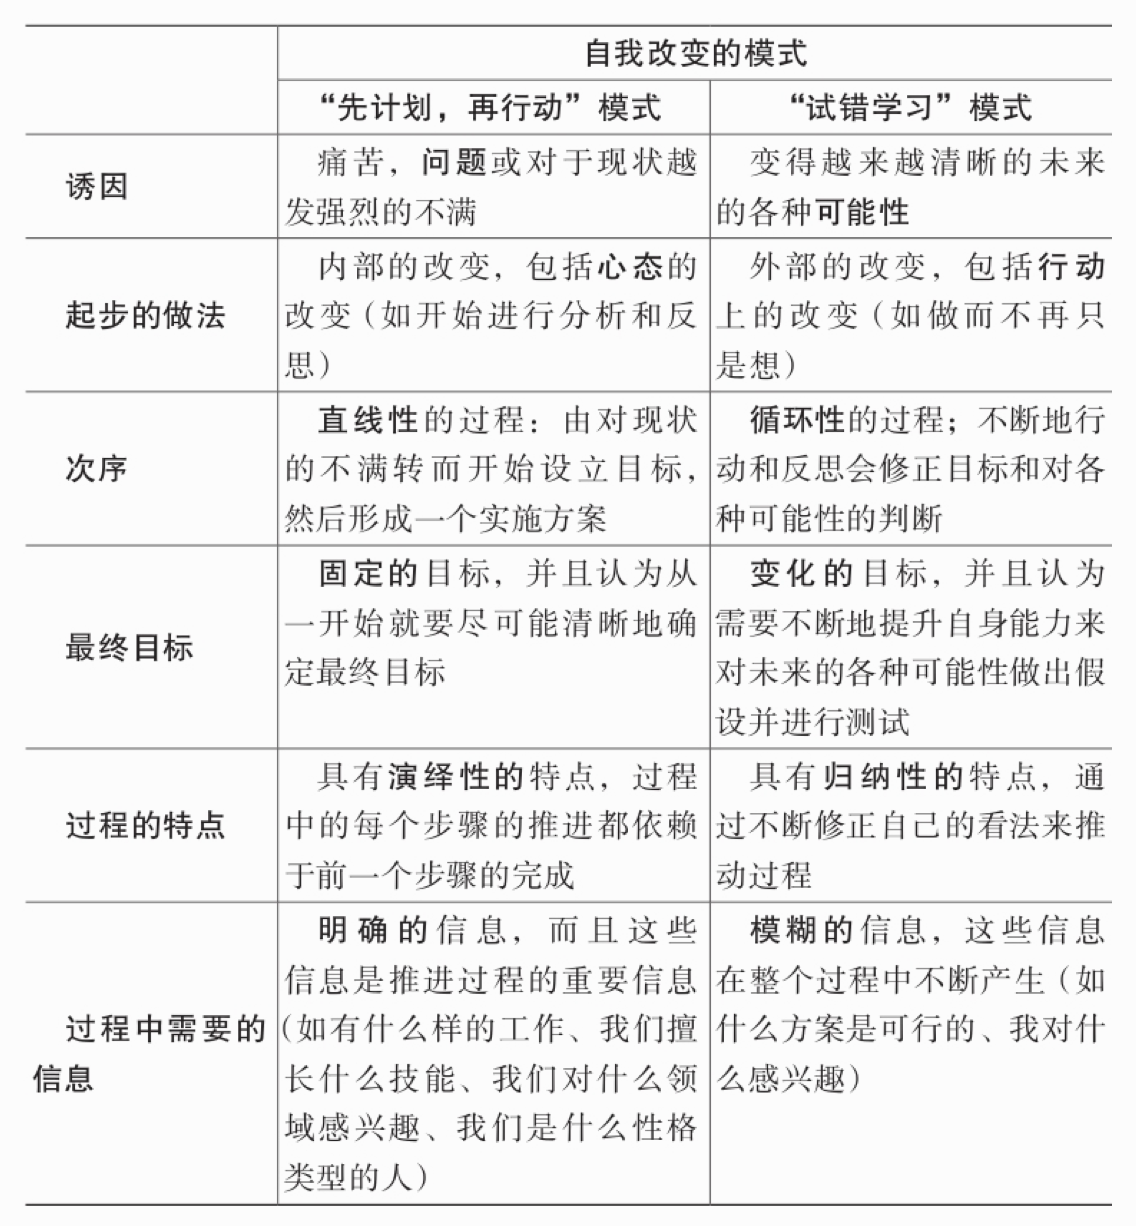 自我改变的模式
“先计划，再行动”模式
“试错学习”模式
诱因
痛苦，问题或对于现状越
发强烈的不满
变得越来越清晰的未来
的各种可能性
起步的做法
内部的改变，包括心态的
改变（如开始进行分析和反
思）
外部的改变，包括行动
上的改变（如做而不再只
是想）
次序
直线性的过程：由对现状
的不满转而开始设立目标，
然后形成一个实施方案
循环性的过程；不断地行
动和反思会修正目标和对各
种可能性的判断
最终目标
固定的目标，并且认为从
一开始就要尽可能清晰地确
定最终目标
变化的目标，并且认为
需要不断地提升自身能力来
对未来的各种可能性做出假
设并进行测试
过程的特点
具有演绎性的特点，过程
中的每个步骤的推进都依赖
于前一个步骤的完成
具有归纳性的特点，通
过不断修正自己的看法来推
动过程
过程中需要的
信息
明确的信息，而且这些
信息是推进过程的重要信息
（如有什么样的工作、我们擅
长什么技能、我们对什么领
域感兴趣、我们是什么性格
类型的人）
模糊的信息，这些信息
在整个过程中不断产生（如
什么方案是可行的、我对什
么感兴趣）